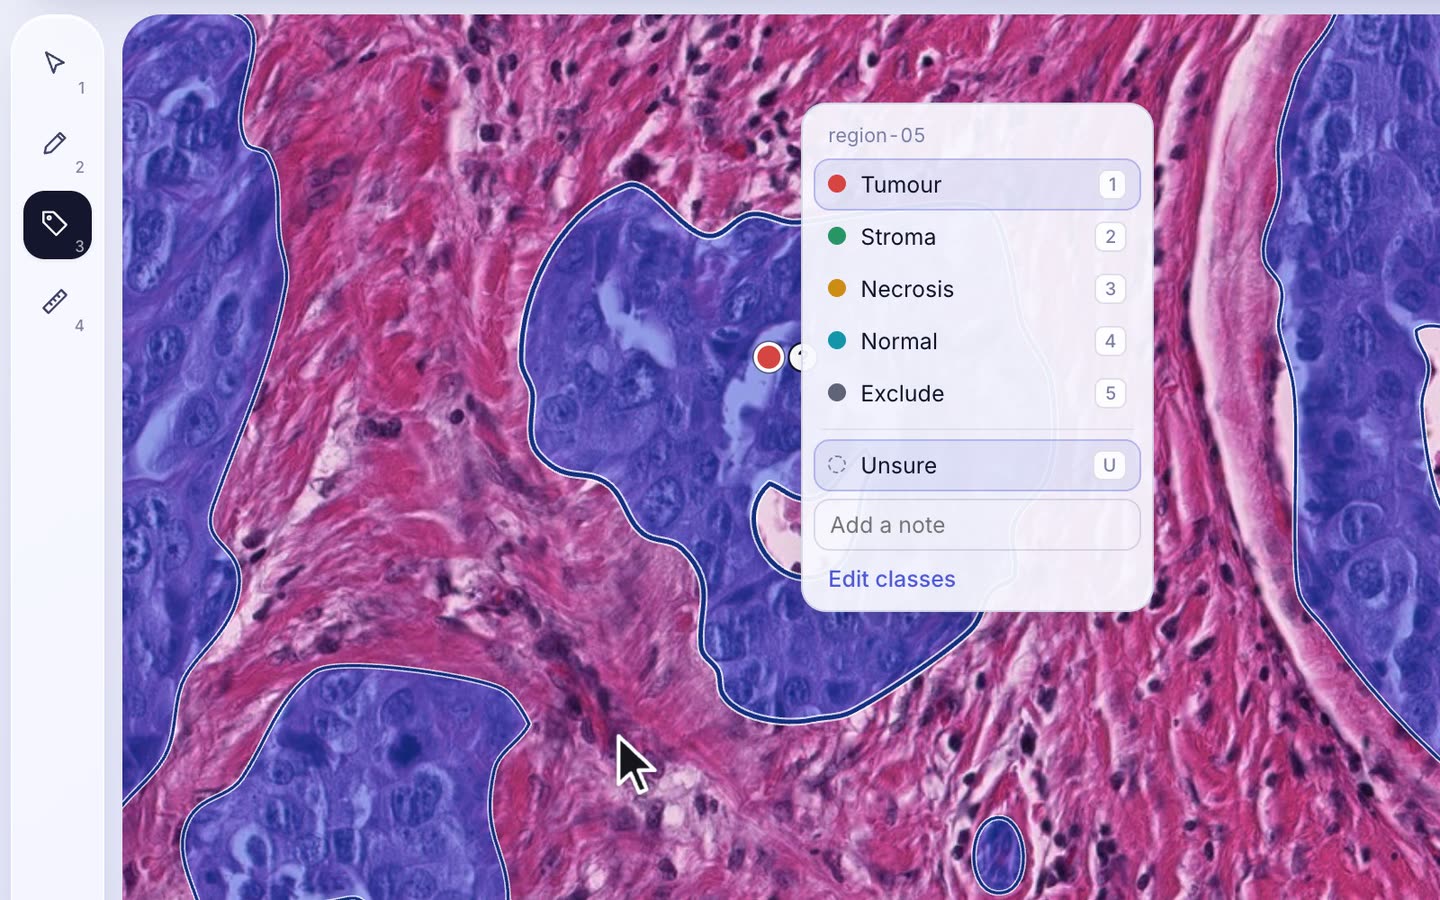 1
2
3
4
region-05
Tumour 1
Stroma 2
Necrosis 3
Normal 4
Exclude 5
Unsure U
Add a note
Edit classes